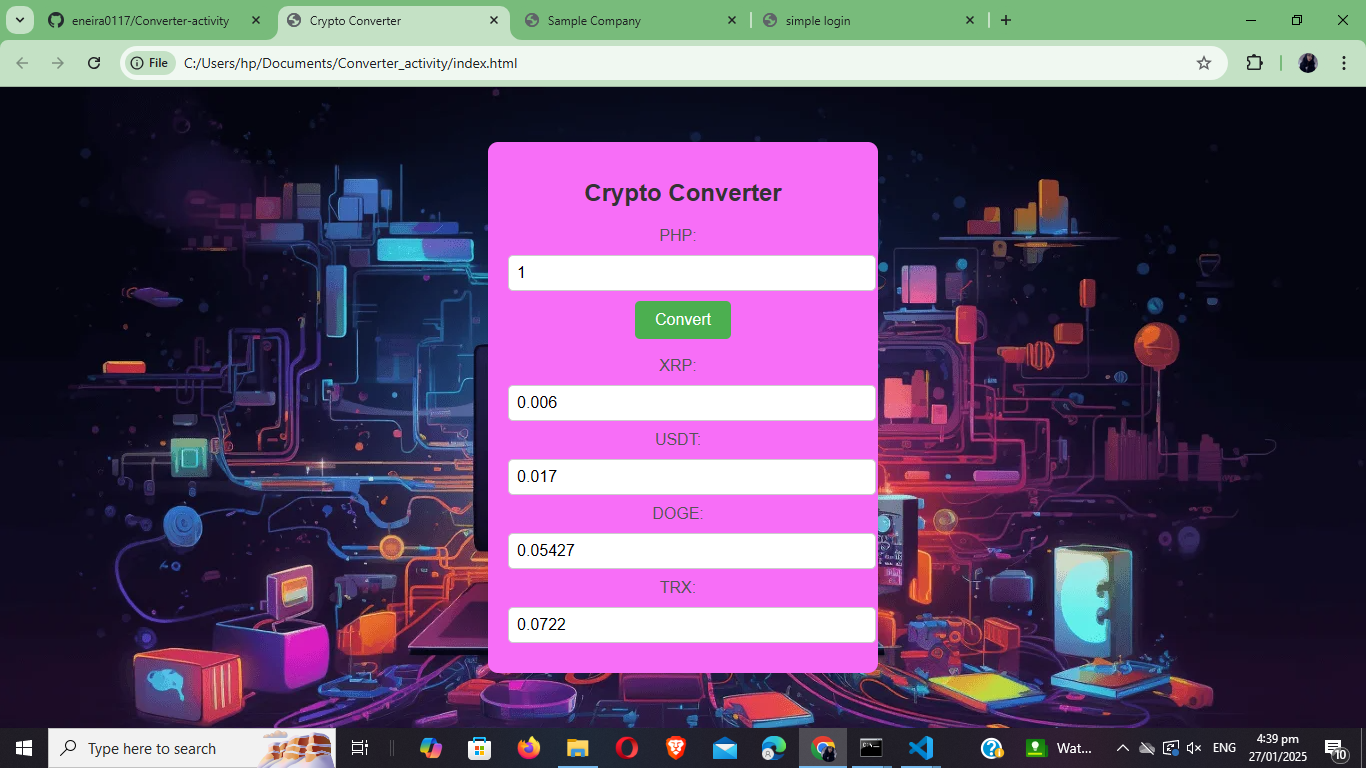 eneira0117/Converter-activity
Crypto Converter
Sample Company
simple login
File
C:/Users/hp/Documents/Converter_activity/index.html
Crypto Converter
PHP:
1
Convert
XRP:
0.006
USDT:
0.017
DOGE:
0.05427
TRX:
0.0722
Type here to search
Wat...
ENG
4:39 pm
27/01/2025
10